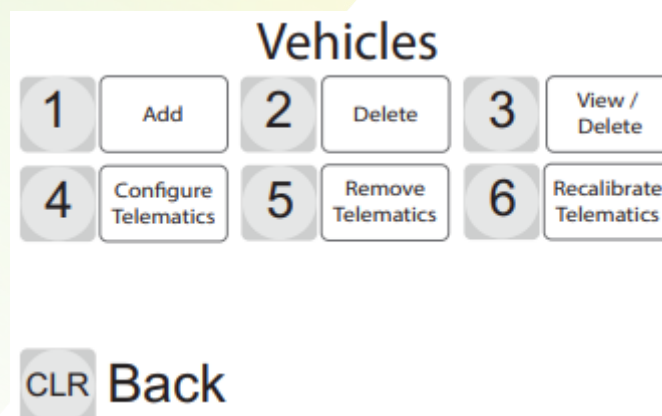 Vehicles
1 Add 2 Delete 3 View /
Delete
4 Configure
Telematics 5 Remove
Telematics 6 Recalibrate
Telematics
CLR Back